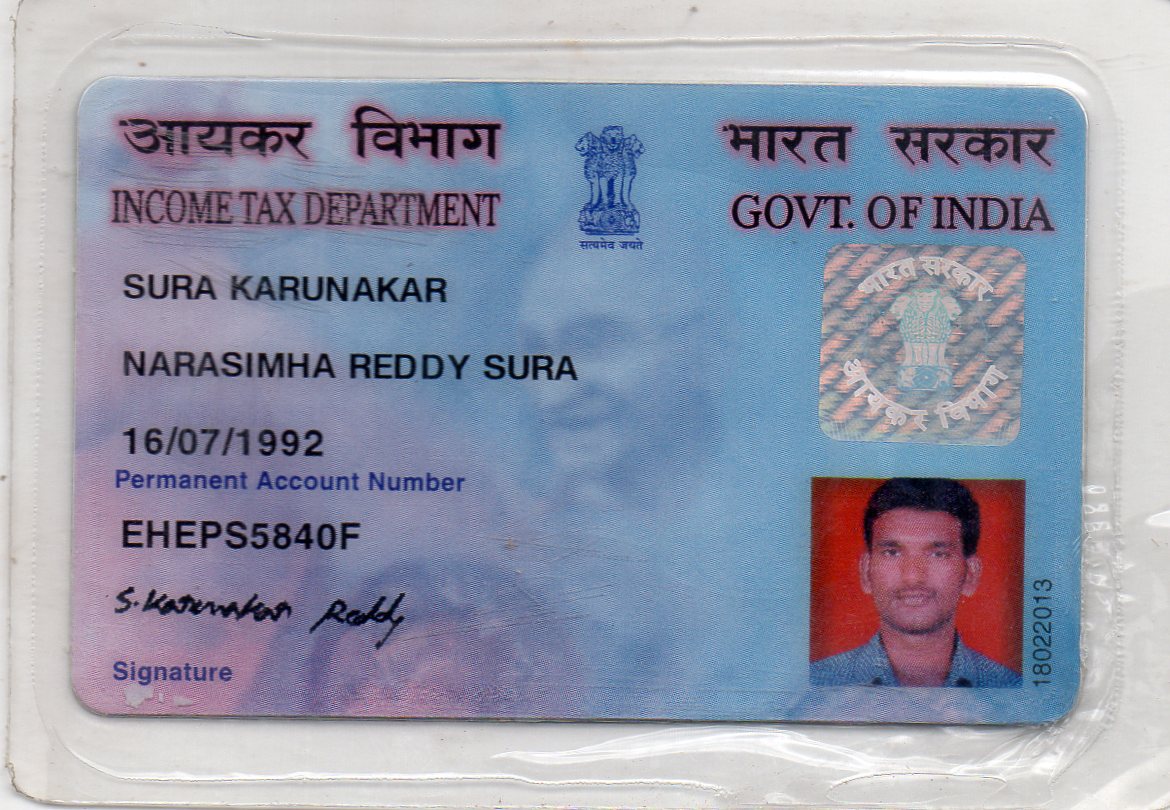 आयकर विभाग
INCOME TAX DEPARTMENT
सत्यमेव जयते
भारत सरकार
GOVT. OF INDIA
SURA KARUNAKAR
NARASIMHA REDDY SURA
16/07/1992
Permanent Account Number
EHEPS5840F
S. Karunakar Reddy
Signature
भारत सरकार
आयकर विभाग
18022013